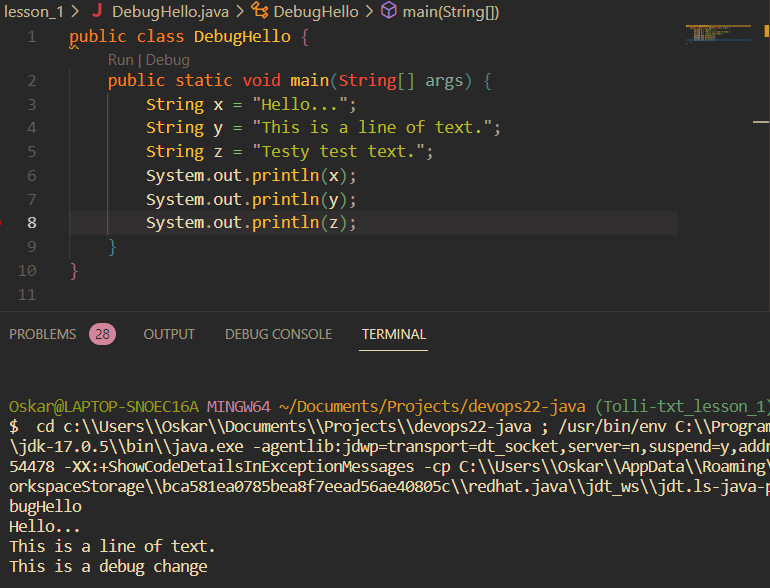 lesson_1 > J DebugHello.java > DebugHello > main(String[])
1 public class DebugHello {
Run | Debug
2 public static void main(String[] args) {
3 String x = "Hello...";
4 String y = "This is a line of text.";
5 String z = "Testy test text.";
6 System.out.println(x);
7 System.out.println(y);
8 System.out.println(z);
9 }
10 }
11
PROBLEMS 28 OUTPUT DEBUG CONSOLE TERMINAL
Oskar@LAPTOP-SNOEC16A MINGW64 ~/Documents/Projects/devops22-java (Tolli-txt_lesson_1)
$ cd c:\\Users\\Oskar\\Documents\\Projects\\devops22-java ; /usr/bin/env C:\\Program
\jdk-17.0.5\\bin\\java.exe -agentlib:jdwp=transport=dt_socket,server=n,suspend=y,addr
54478 -XX:+ShowCodeDetailsInExceptionMessages -cp C:\\Users\\Oskar\\AppData\\Roaming\
orkspaceStorage\\bca581ea0785bea8f7eead56ae40805c\\redhat.java\\jdt_ws\\jdt.ls-java-p
bugHello
Hello...
This is a line of text.
This is a debug change